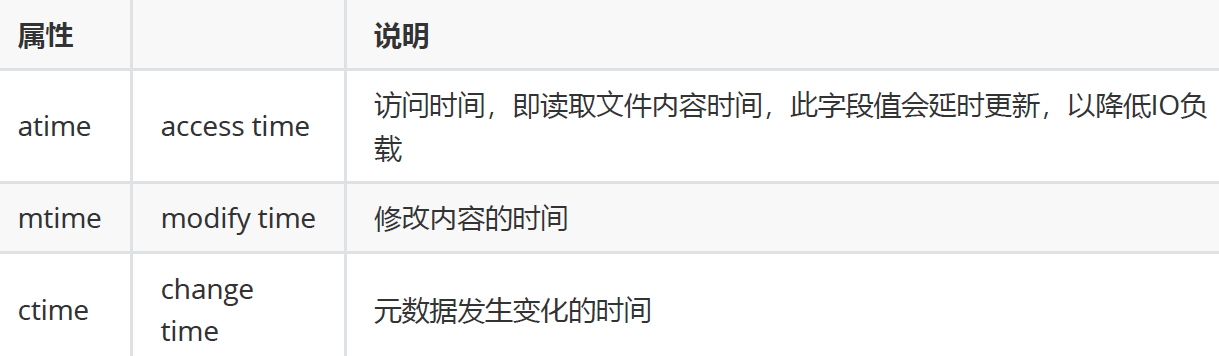 属性
说明
atime
access time
访问时间，即读取文件内容时间，此字段值会延时更新，以降低IO负
载
mtime
modify time
修改内容的时间
ctime
change
time
元数据发生变化的时间